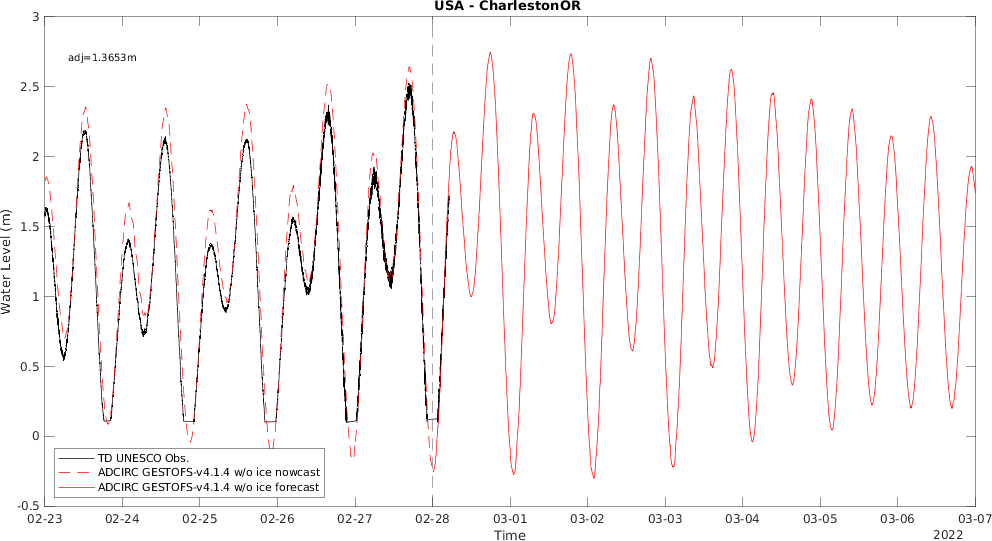 USA - CharlestonOR
3
adj=1.3653m
2.5
2
1.5
1
0.5
0
-0.5
Water Level (m)
TD UNESCO Obs.
ADCIRC GESTOFS-v4.1.4 w/o ice nowcast
ADCIRC GESTOFS-v4.1.4 w/o ice forecast
02-23 02-24 02-25 02-26 02-27 02-28 03-01 03-02 03-03 03-04 03-05 03-06 03-07
Time
2022